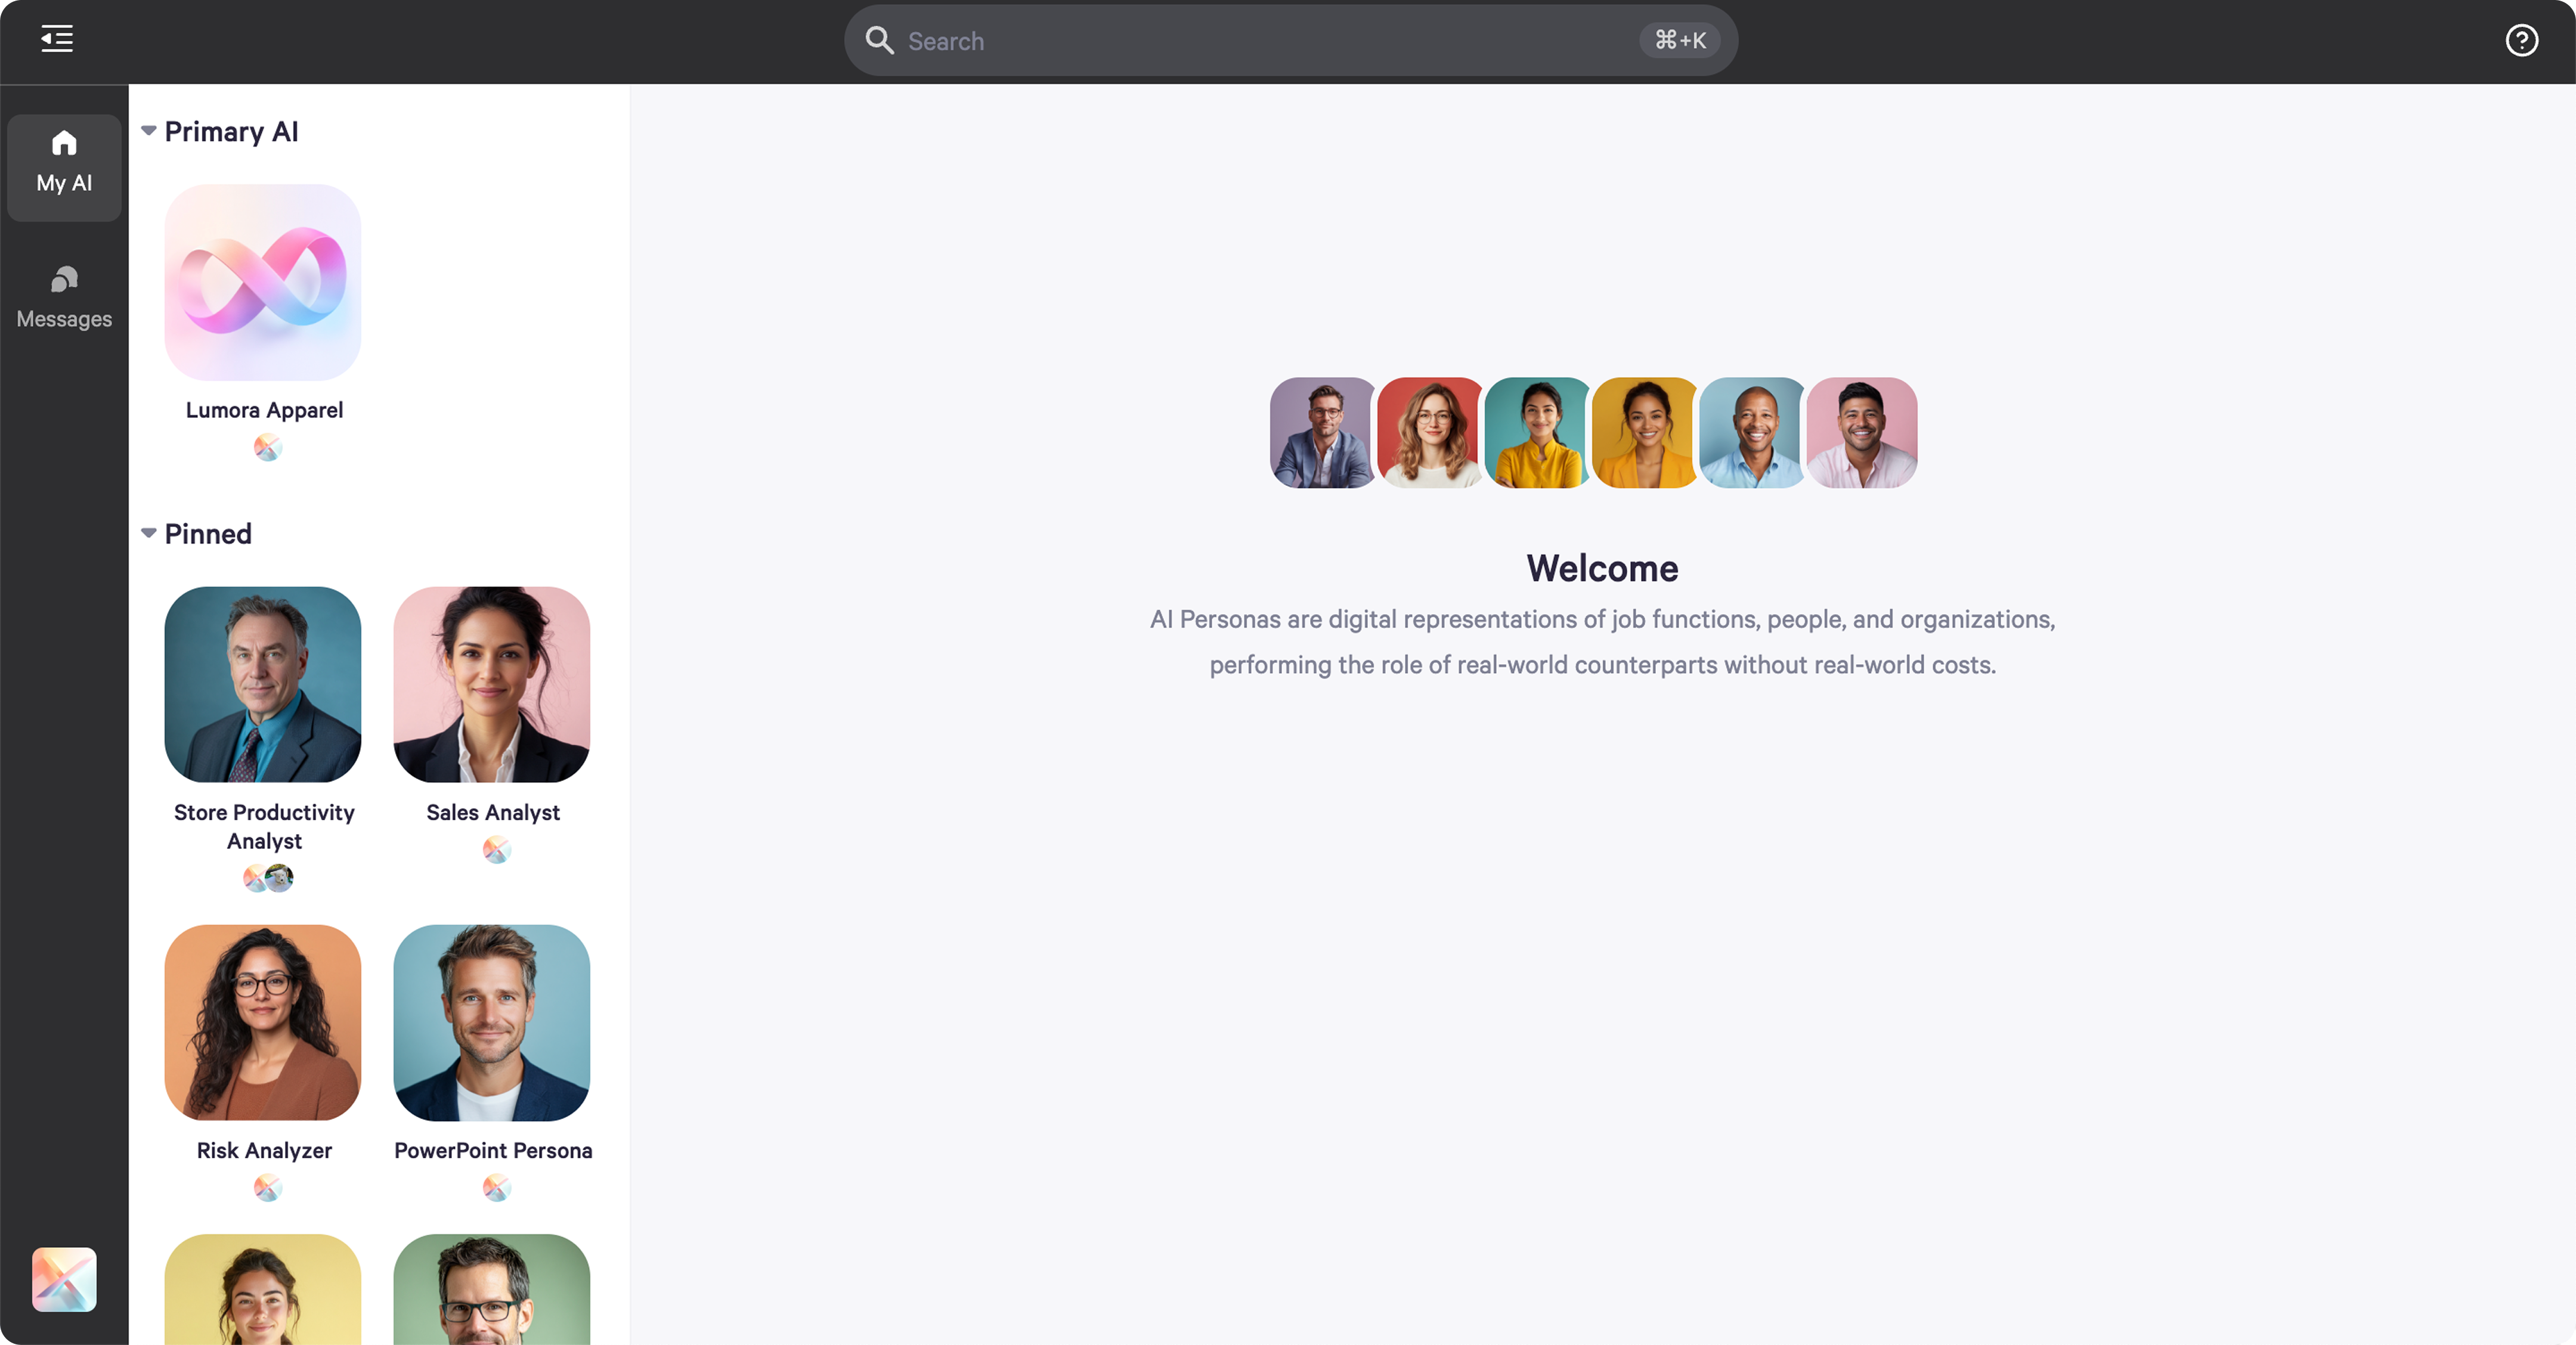 Search
⌘+K
My AI
Messages
Primary AI
Lumora Apparel
Pinned
Store Productivity
Analyst
Sales Analyst
Risk Analyzer
PowerPoint Persona
Welcome
AI Personas are digital representations of job functions, people, and organizations,
performing the role of real-world counterparts without real-world costs.